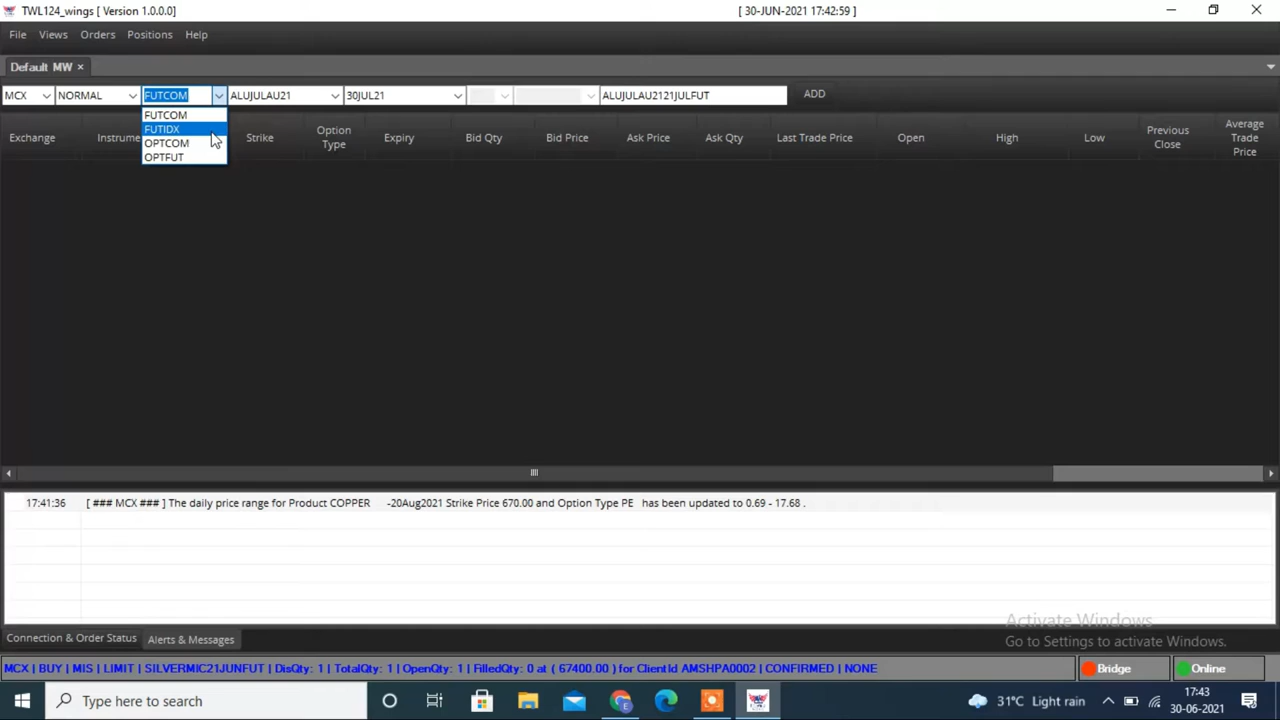 TWL124_wings [ Version 1.0.0.0]
[ 30-JUN-2021 17:42:59 ]
File Views Orders Positions Help
Default MW ×
MCX NORMAL FUTCOM ALUJULAU21 30JUL21 ALUJULAU2121JULFUT ADD
FUTCOM
FUTIDX
OPTCOM
OPTFUT
Exchange Instrume Strike Option Type Expiry Bid Qty Bid Price Ask Price Ask Qty Last Trade Price Open High Low Previous Close Average Trade Price
17:41:36 [ ### MCX ### ] The daily price range for Product COPPER -20Aug2021 Strike Price 670.00 and Option Type PE has been updated to 0.69 - 17.68 .
Activate Windows
Go to Settings to activate Windows.
Connection & Order Status Alerts & Messages
MCX | BUY | MIS | LIMIT | SILVERMIC21JUNFUT | DisQty: 1 | TotalQty: 1 | OpenQty: 1 | FilledQty: 0 at ( 67400.00 ) for ClientId AMSHPA0002 | CONFIRMED | NONE Bridge Online
Type here to search
31°C Light rain
17:43
30-06-2021